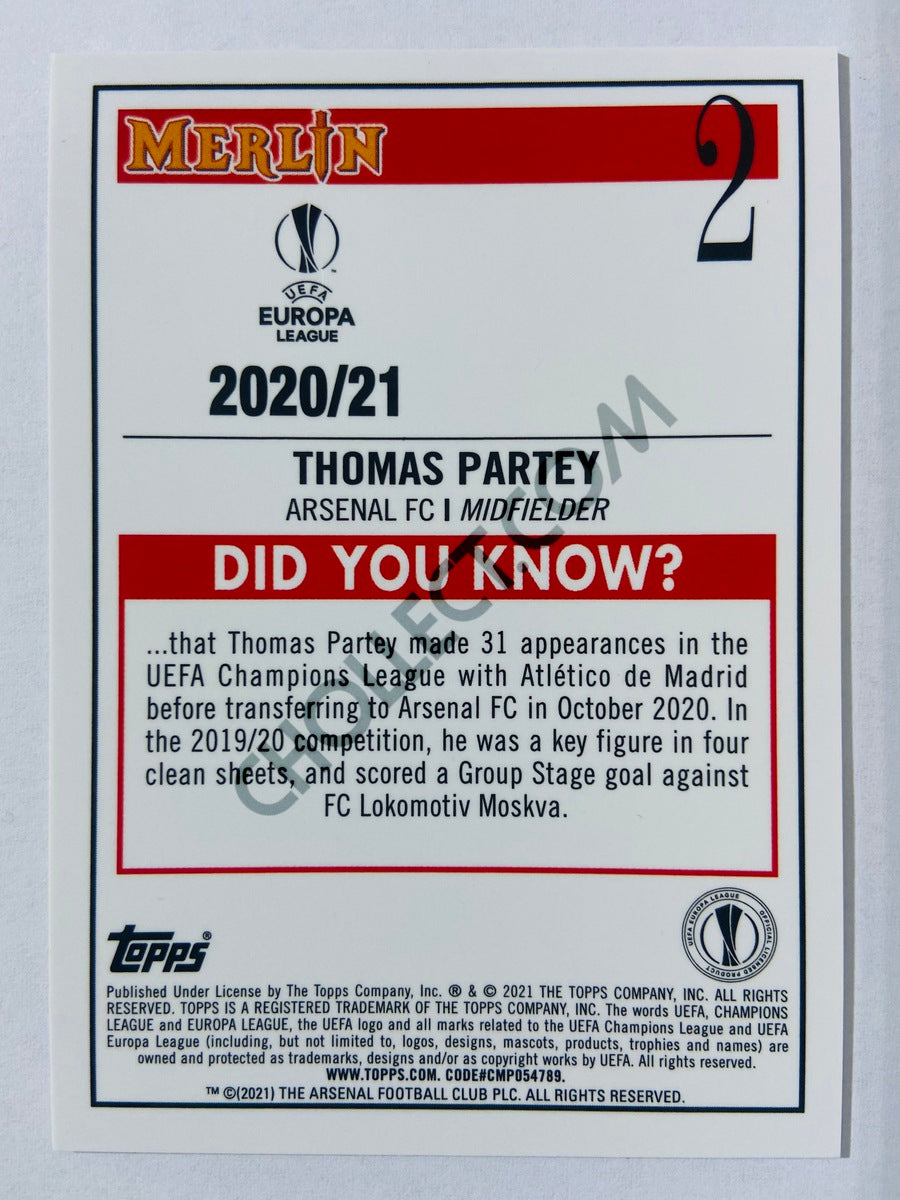 MERLIN
2
UEFA
EUROPA
LEAGUE
2020/21
THOMAS PARTEY
ARSENAL FC I MIDFIELDER
DID YOU KNOW?
...that Thomas Partey made 31 appearances in the
UEFA Champions League with Atlético de Madrid
before transferring to Arsenal FC in October 2020. In
the 2019/20 competition, he was a key figure in four
clean sheets, and scored a Group Stage goal against
FC Lokomotiv Moskva.
CHOLLECT.COM
topps®
UEFA EUROPA LEAGUE OFFICIAL LICENSED PRODUCT
Published Under License by The Topps Company, Inc. ® & © 2021 THE TOPPS COMPANY, INC. ALL RIGHTS
RESERVED. TOPPS IS A REGISTERED TRADEMARK OF THE TOPPS COMPANY, INC. The words UEFA, CHAMPIONS
LEAGUE and EUROPA LEAGUE, the UEFA logo and all marks related to the UEFA Champions League and UEFA
Europa League (including, but not limited to, logos, designs, mascots, products, trophies and names) are
owned and protected as trademarks, designs and/or as copyright works by UEFA. All rights reserved.
WWW.TOPPS.COM. CODE#CMP054789.
™ ©(2021) THE ARSENAL FOOTBALL CLUB PLC. ALL RIGHTS RESERVED.